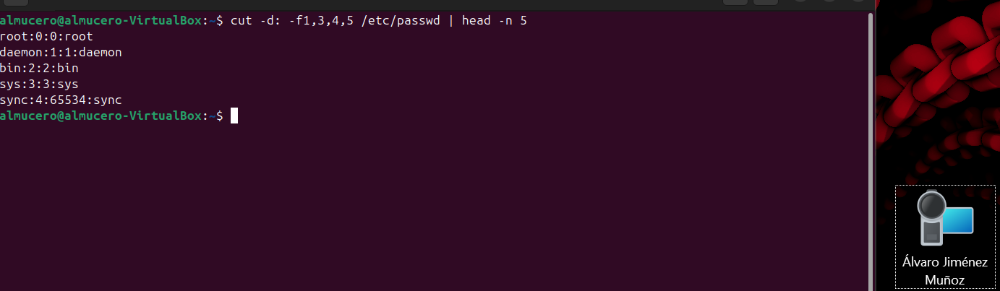 almucero@almucero-VirtualBox:~$ cut -d: -f1,3,4,5 /etc/passwd | head -n 5
root:0:0:root
daemon:1:1:daemon
bin:2:2:bin
sys:3:3:sys
sync:4:65534:sync
almucero@almucero-VirtualBox:~$
Álvaro Jiménez
Muñoz